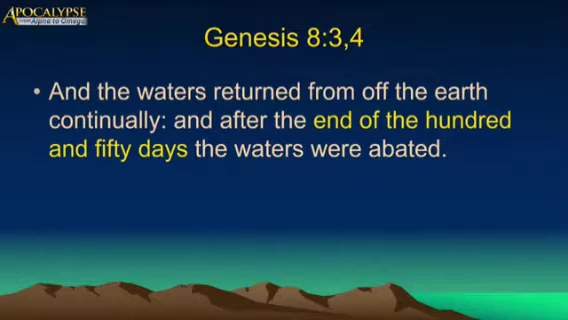 APOCALYPSE
Alpha to Omega
Genesis 8:3,4
• And the waters returned from off the earth
continually: and after the end of the hundred
and fifty days the waters were abated.